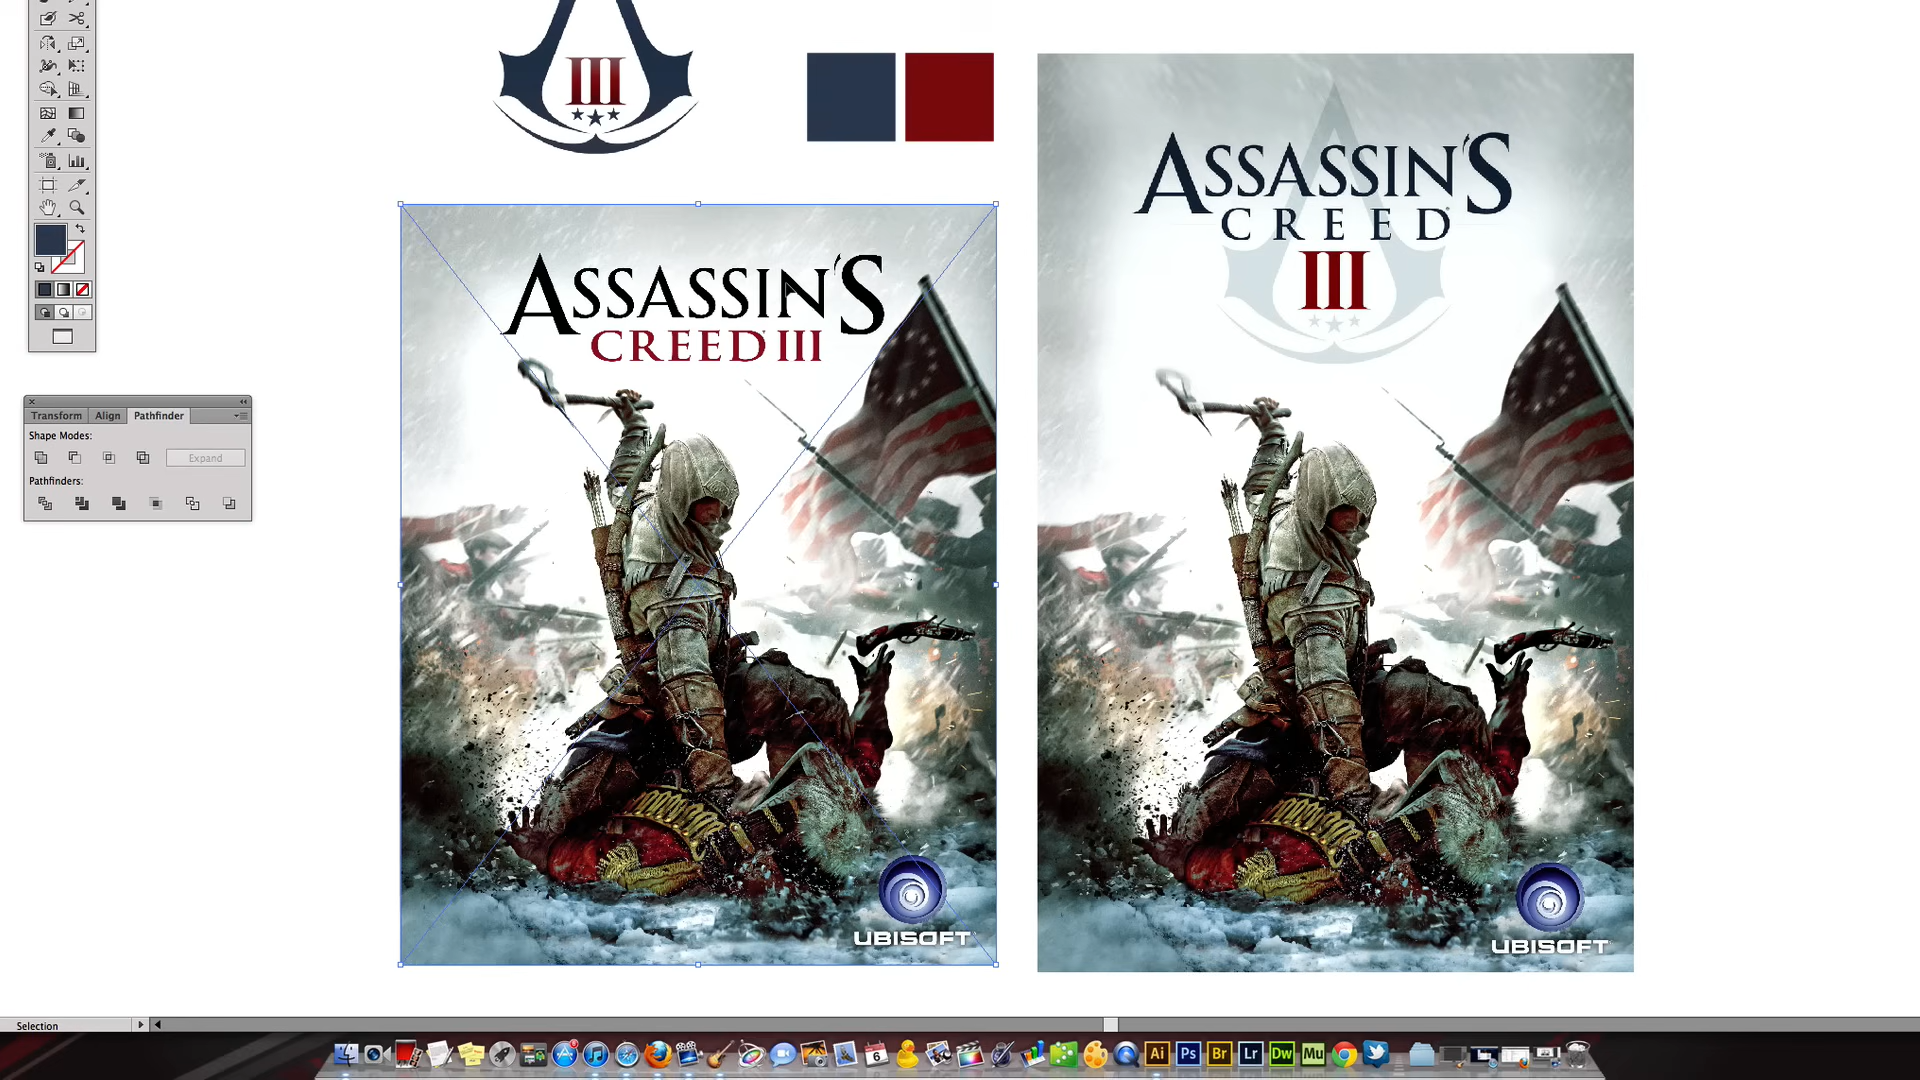 III
ASSASSIN'S
CREED
III
ASSASSIN'S
CREED III
Transform
Align
Pathfinder
Shape Modes:
Expand
Pathfinders:
UBISOFT
UBISOFT
Selection
6
Ai
Ps
Br
Lr
Dw
Mu